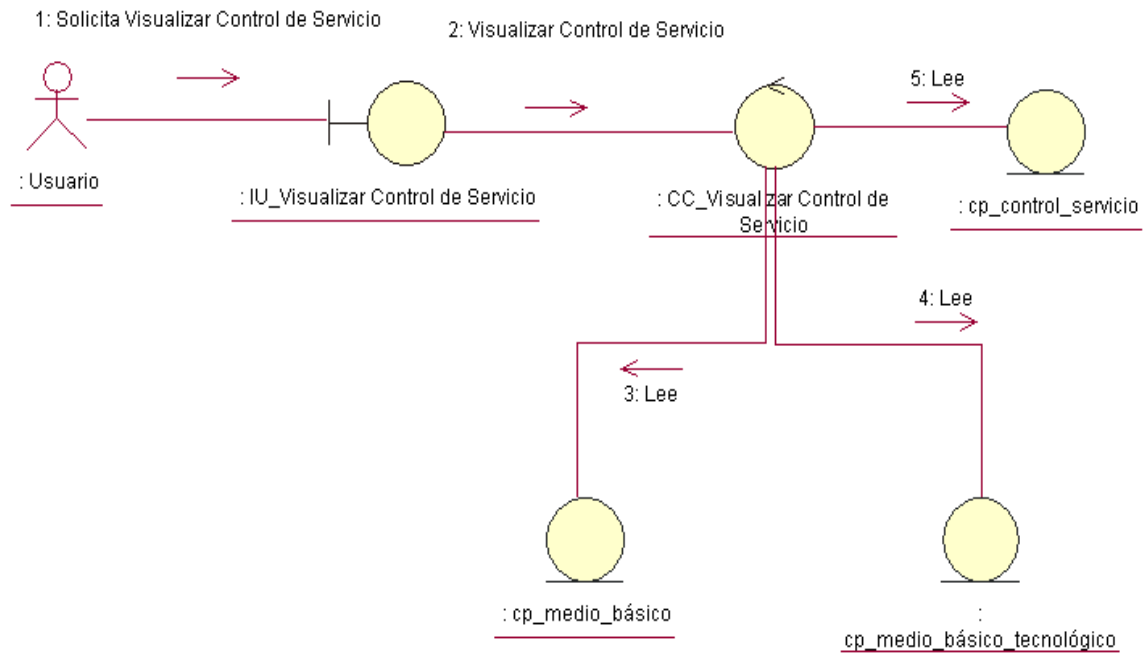 1: Solicita Visualizar Control de Servicio
2: Visualizar Control de Servicio
5: Lee
: Usuario
: IU_Visualizar Control de Servicio
: CC_Visualizar Control de
Servicio
: cp_control_servicio
4: Lee
3: Lee
: cp_medio_básico
:
cp_medio_básico_tecnológico